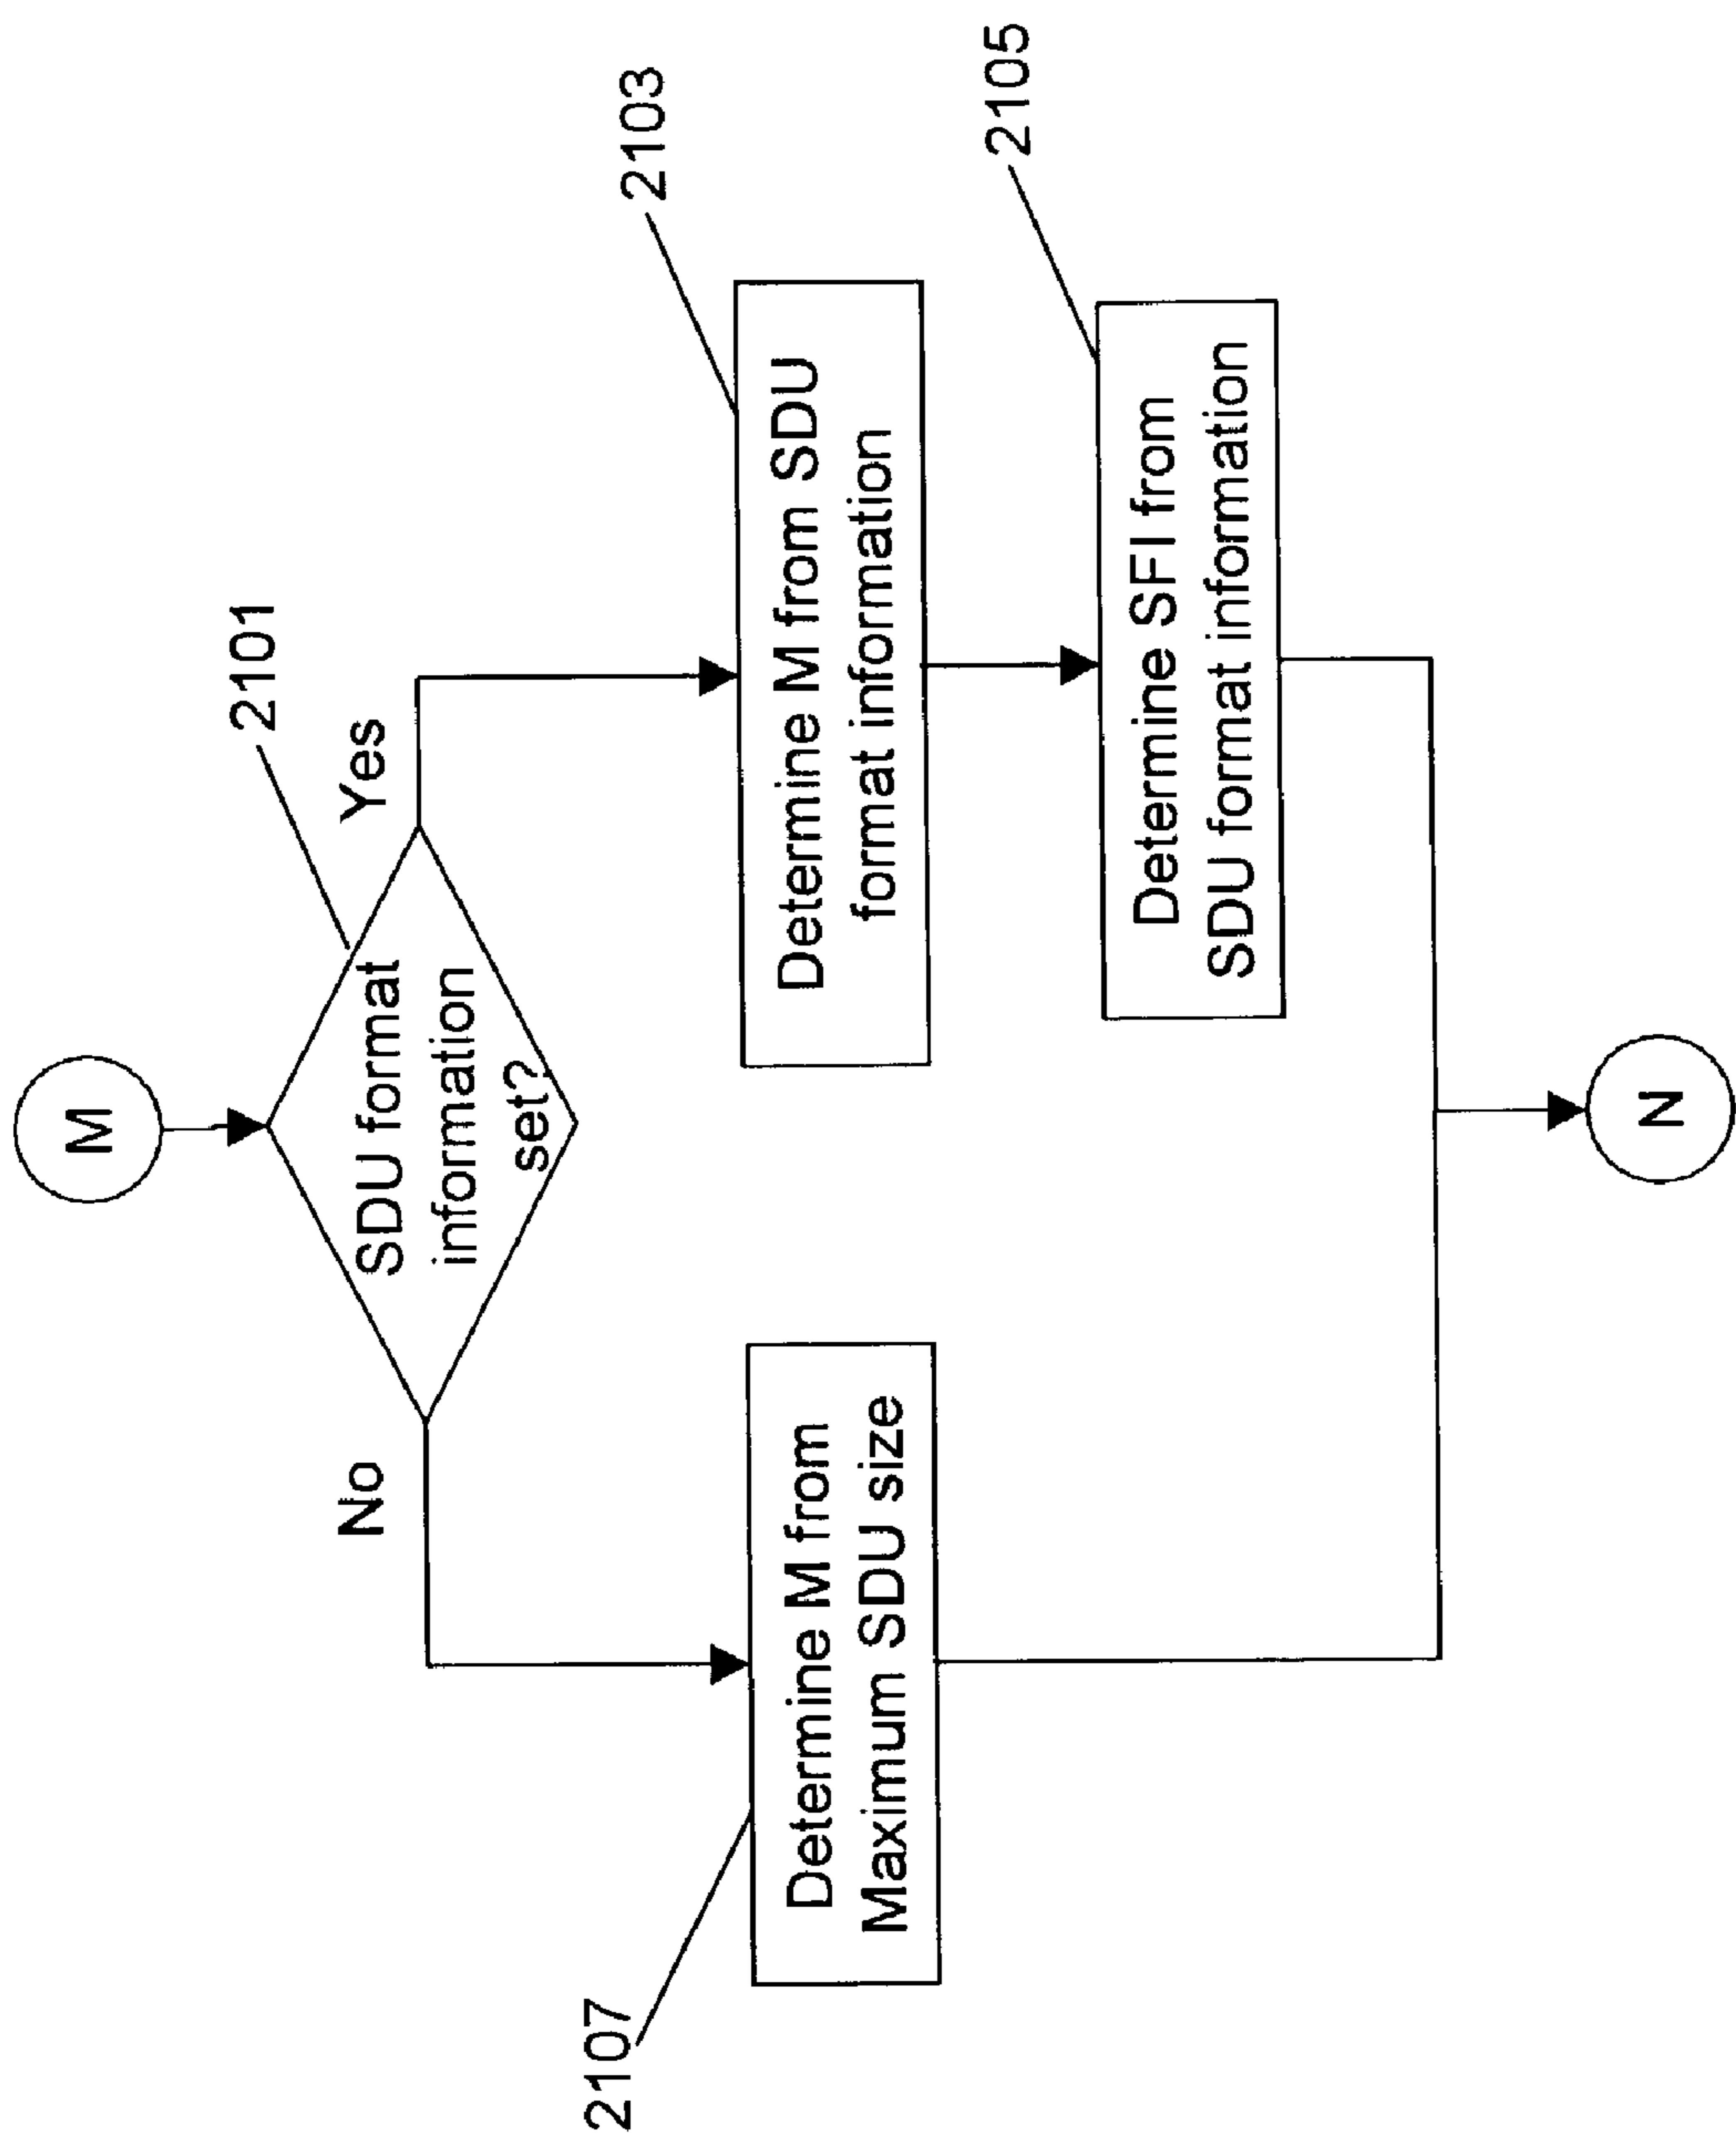 M
2101
SDU format
information
set?
No
Yes
2107
Determine M from
Maximum SDU size
2103
Determine M from SDU
format information
2105
Determine SFI from
SDU format information
N